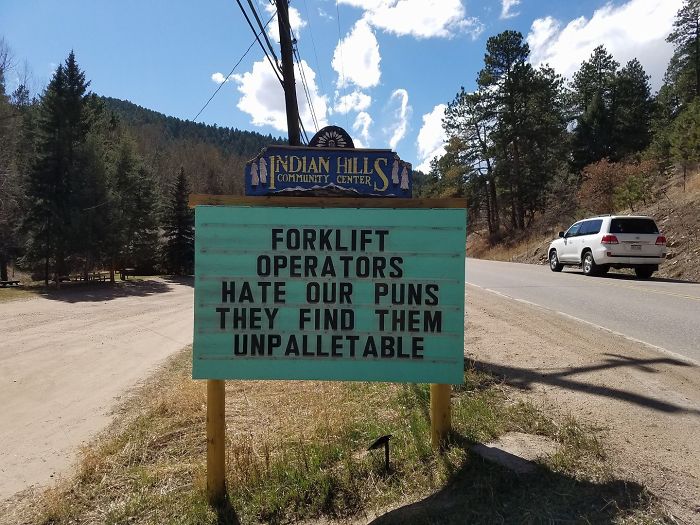 INDIAN HILLS
COMMUNITY CENTER
FORKLIFT
OPERATORS
HATE OUR PUNS
THEY FIND THEM
UNPALLETABLE